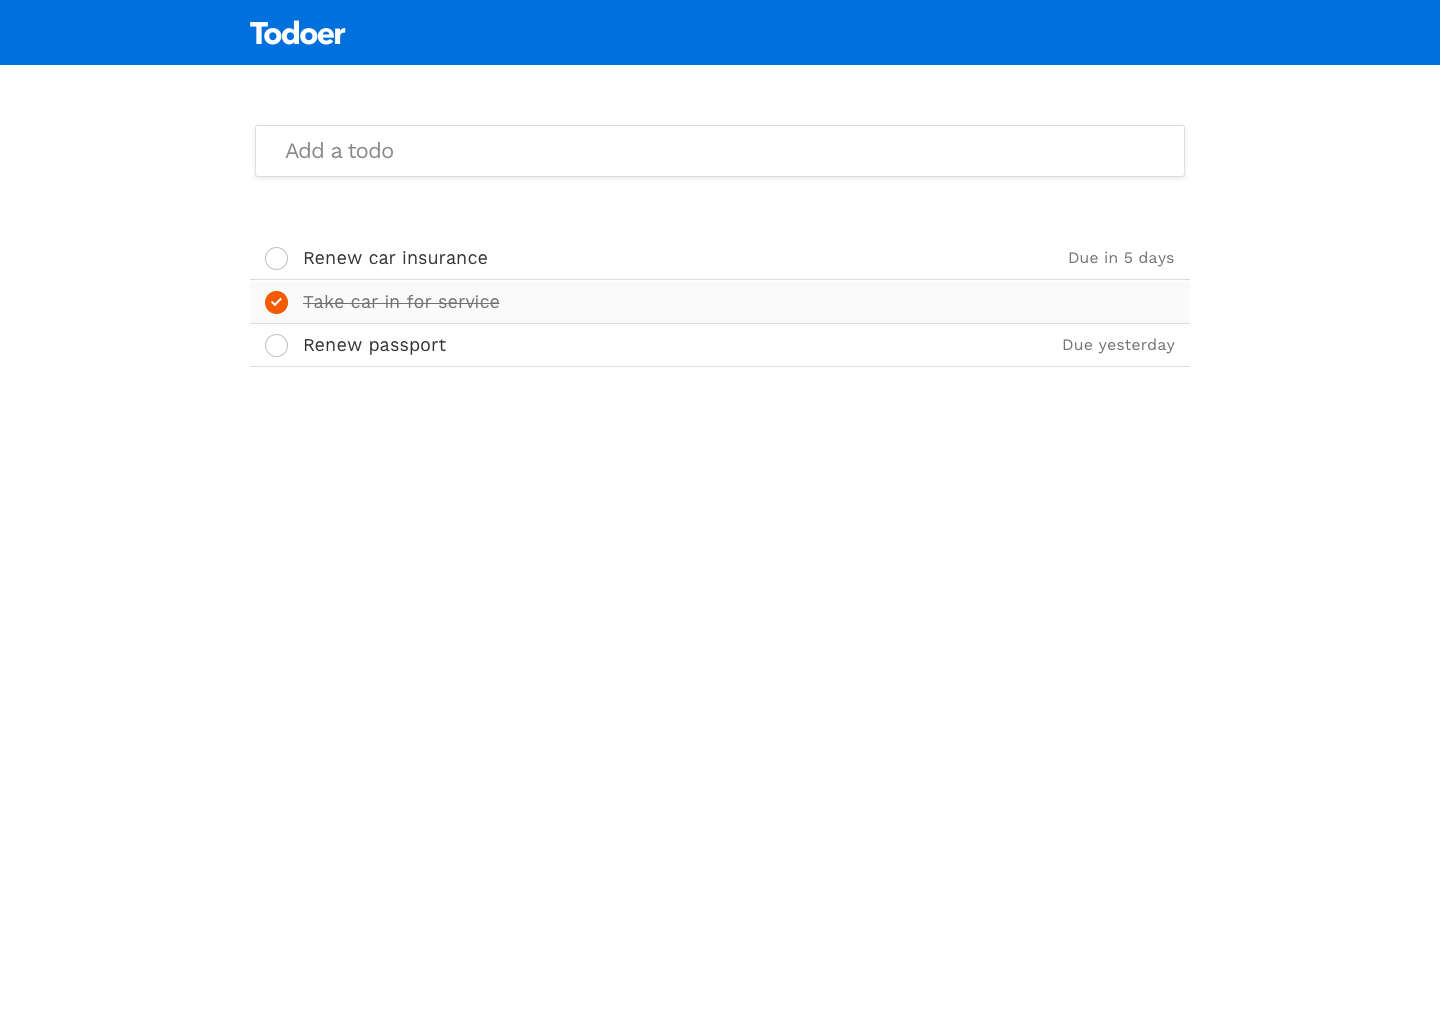 Todoer
Add a todo
Renew car insurance Due in 5 days
Take car in for service
Renew passport Due yesterday